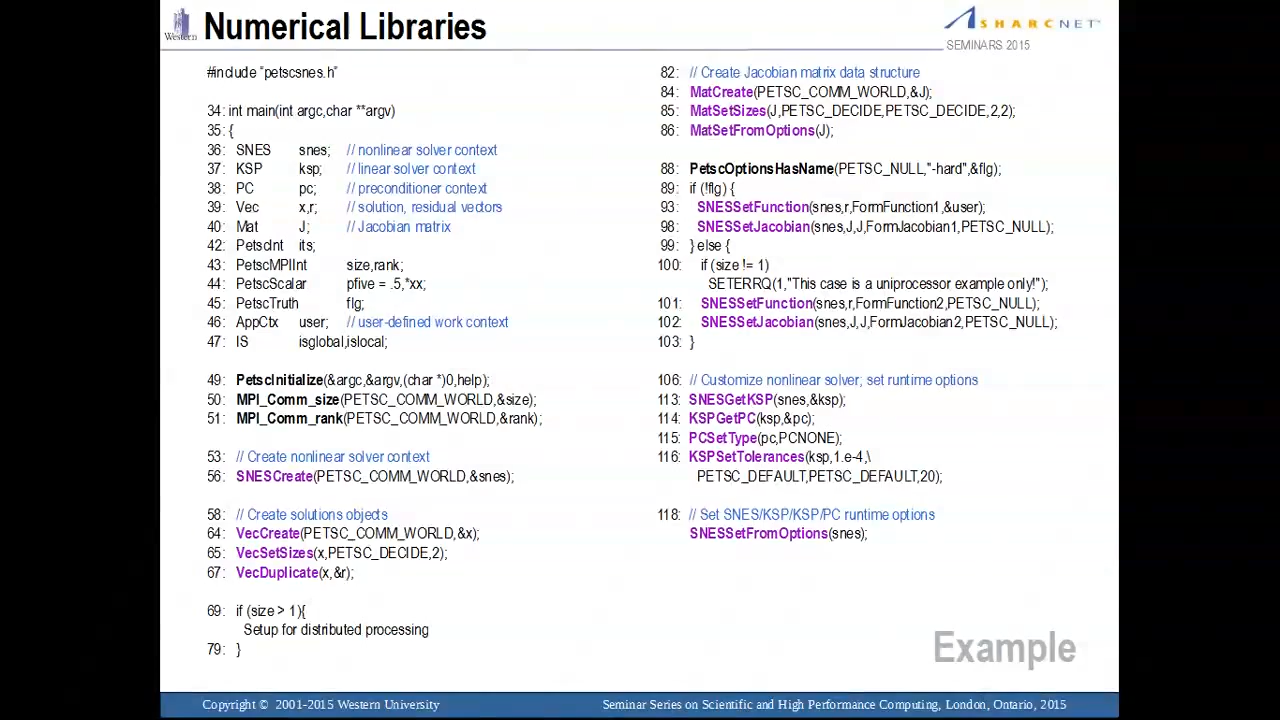 Western
Numerical Libraries
SHARCNET
SEMINARS 2015
#include "petscsnes.h"
34: int main(int argc,char **argv)
35: {
36: SNES snes; // nonlinear solver context
37: KSP ksp; // linear solver context
38: PC pc; // preconditioner context
39: Vec x,r; // solution, residual vectors
40: Mat J; // Jacobian matrix
42: PetscInt its;
43: PetscMPIInt size,rank;
44: PetscScalar pfive = .5,*xx;
45: PetscTruth flg;
46: AppCtx user; // user-defined work context
47: IS isglobal,islocal;
49: PetscInitialize(&argc,&argv,(char *)0,help);
50: MPI_Comm_size(PETSC_COMM_WORLD,&size);
51: MPI_Comm_rank(PETSC_COMM_WORLD,&rank);
53: // Create nonlinear solver context
56: SNESCreate(PETSC_COMM_WORLD,&snes);
58: // Create solutions objects
64: VecCreate(PETSC_COMM_WORLD,&x);
65: VecSetSizes(x,PETSC_DECIDE,2);
67: VecDuplicate(x,&r);
69: if (size > 1){
Setup for distributed processing
79: }
82: // Create Jacobian matrix data structure
84: MatCreate(PETSC_COMM_WORLD,&J);
85: MatSetSizes(J,PETSC_DECIDE,PETSC_DECIDE,2,2);
86: MatSetFromOptions(J);
88: PetscOptionsHasName(PETSC_NULL,"-hard",&flg);
89: if (!flg) {
93: SNESSetFunction(snes,r,FormFunction1,&user);
98: SNESSetJacobian(snes,J,J,FormJacobian1,PETSC_NULL);
99: } else {
100: if (size != 1)
SETERRQ(1,"This case is a uniprocessor example only!");
101: SNESSetFunction(snes,r,FormFunction2,PETSC_NULL);
102: SNESSetJacobian(snes,J,J,FormJacobian2,PETSC_NULL);
103: }
106: // Customize nonlinear solver; set runtime options
113: SNESGetKSP(snes,&ksp);
114: KSPGetPC(ksp,&pc);
115: PCSetType(pc,PCNONE);
116: KSPSetTolerances(ksp,1.e-4,\
PETSC_DEFAULT,PETSC_DEFAULT,20);
118: // Set SNES/KSP/KSP/PC runtime options
SNESSetFromOptions(snes);
Example
Copyright © 2001-2015 Western University
Seminar Series on Scientific and High Performance Computing, London, Ontario, 2015